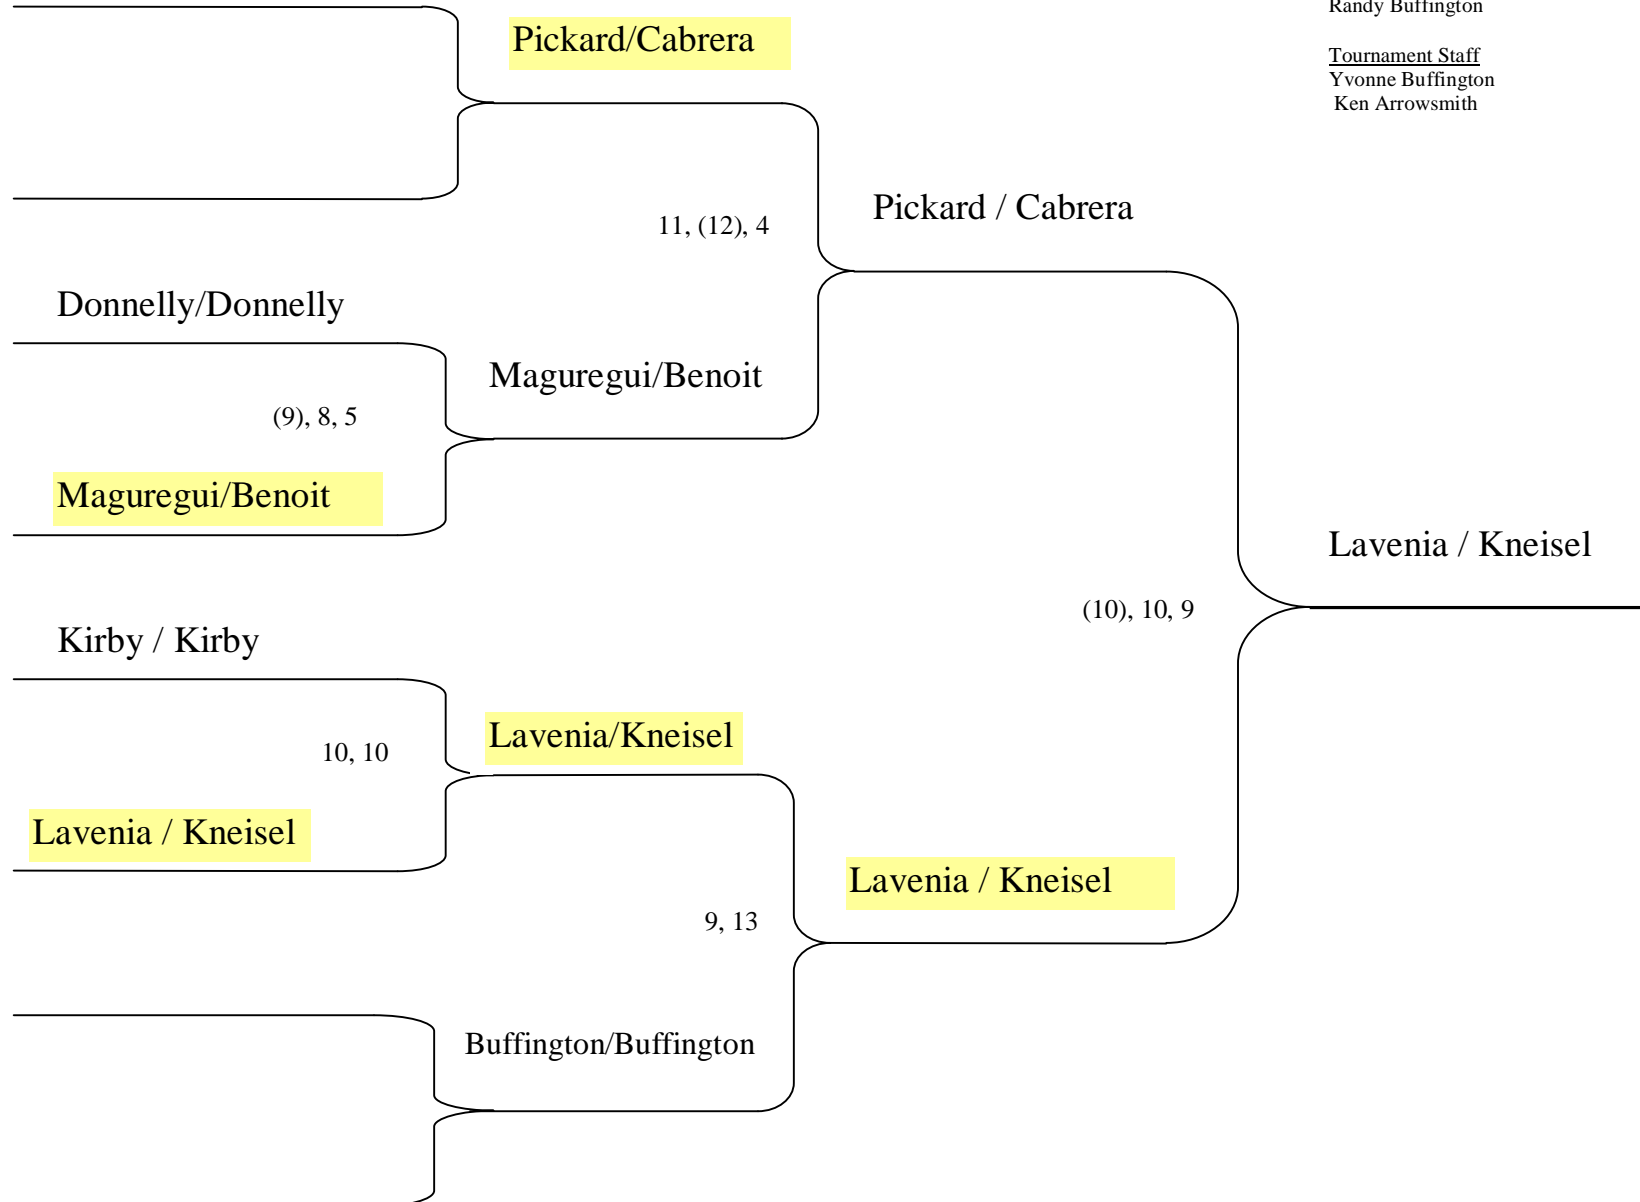 Randy Buffington
Tournament Staff
Yvonne Buffington
Ken Arrowsmith
Pickard/Cabrera
Pickard / Cabrera
11, (12), 4
Donnelly/Donnelly
Maguregui/Benoit
(9), 8, 5
Maguregui/Benoit
Lavenia / Kneisel
(10), 10, 9
Kirby / Kirby
Lavenia/Kneisel
10, 10
Lavenia / Kneisel
Lavenia / Kneisel
9, 13
Buffington/Buffington